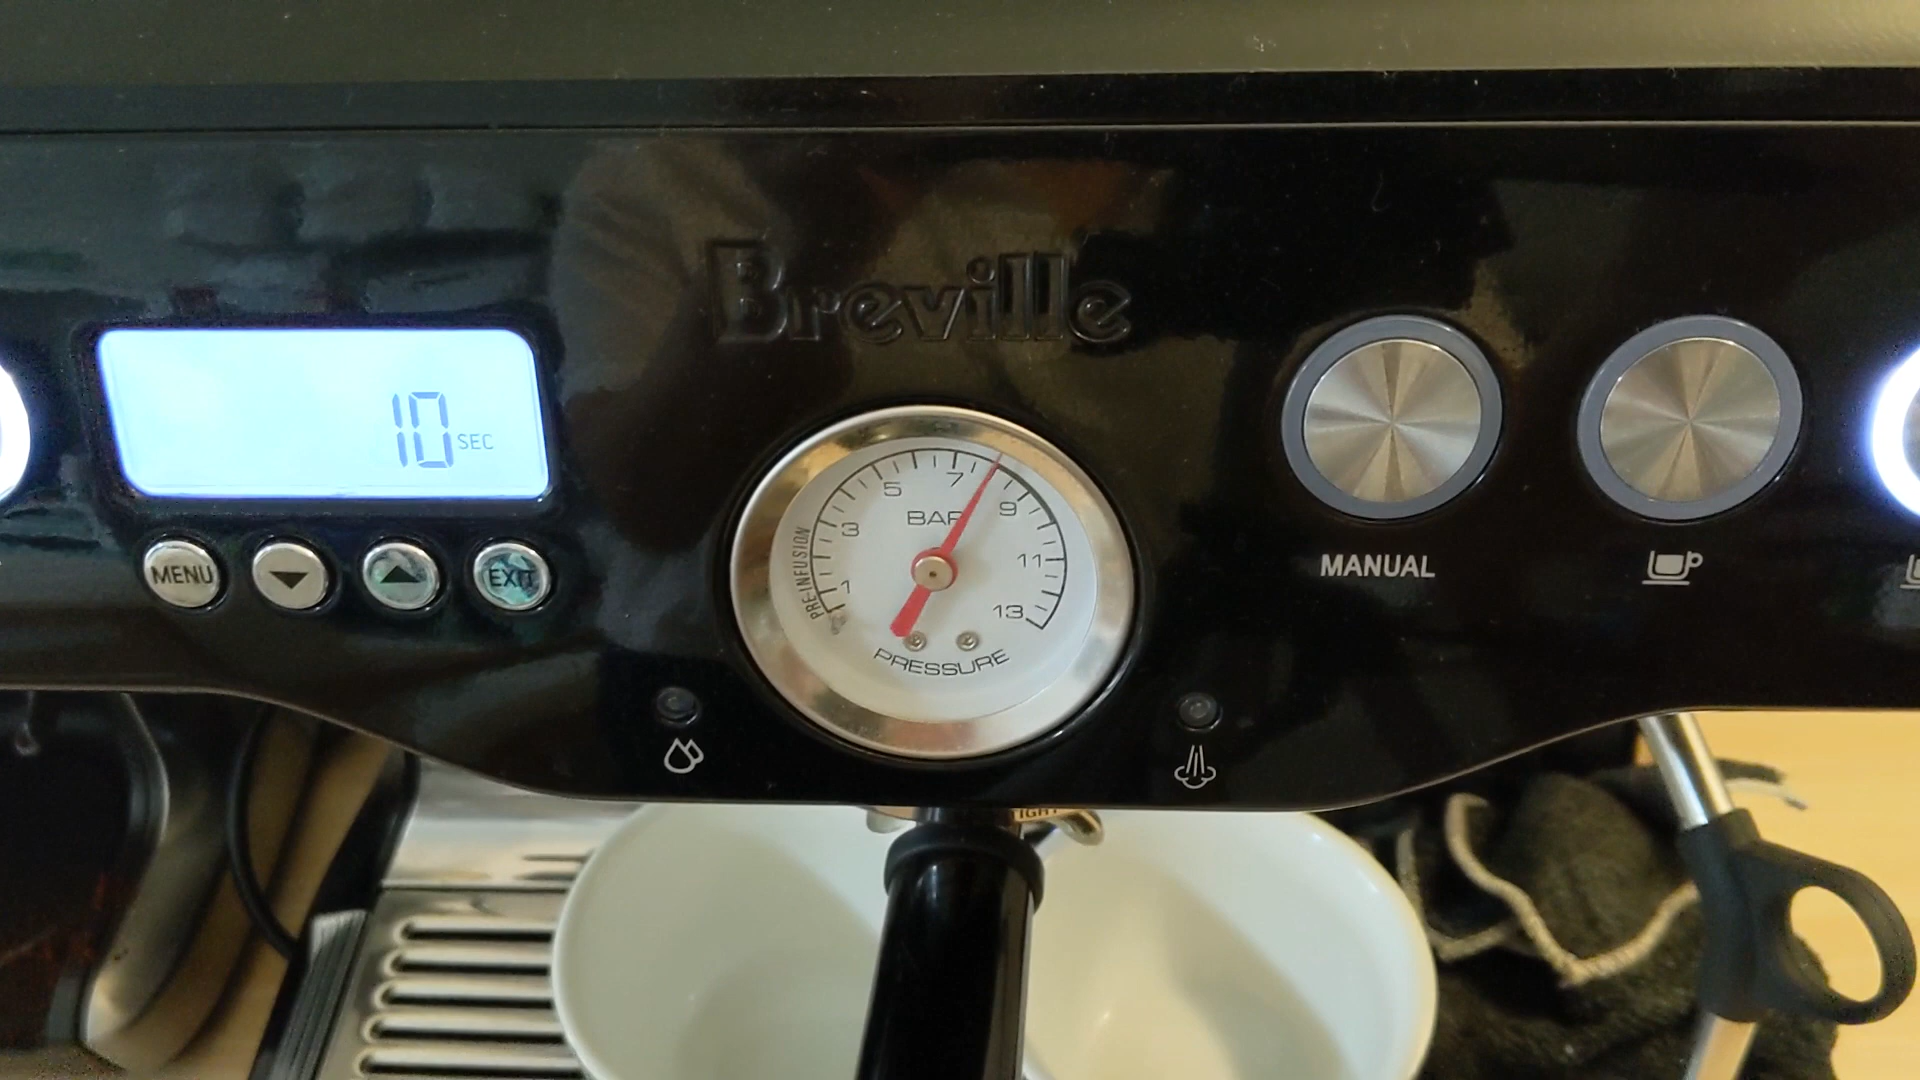 Breville
10 SEC
MENU
EXIT
PRE-INFUSION
1
3
5
7
9
11
13
BAR
PRESSURE
MANUAL